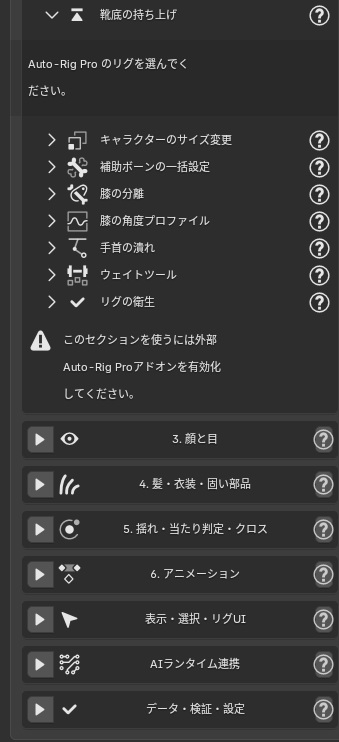 靴底の持ち上げ
Auto-Rig Pro のリグを選んでく
ださい。
キャラクターのサイズ変更
補助ボーンの一括設定
膝の分離
膝の角度プロファイル
手首の潰れ
ウェイトツール
リグの衛生
このセクションを使うには外部
Auto-Rig Proアドオンを有効化
してください。
3. 顔と目
4. 髪・衣装・固い部品
5. 揺れ・当たり判定・クロス
6. アニメーション
表示・選択・リグUI
AIランタイム連携
データ・検証・設定